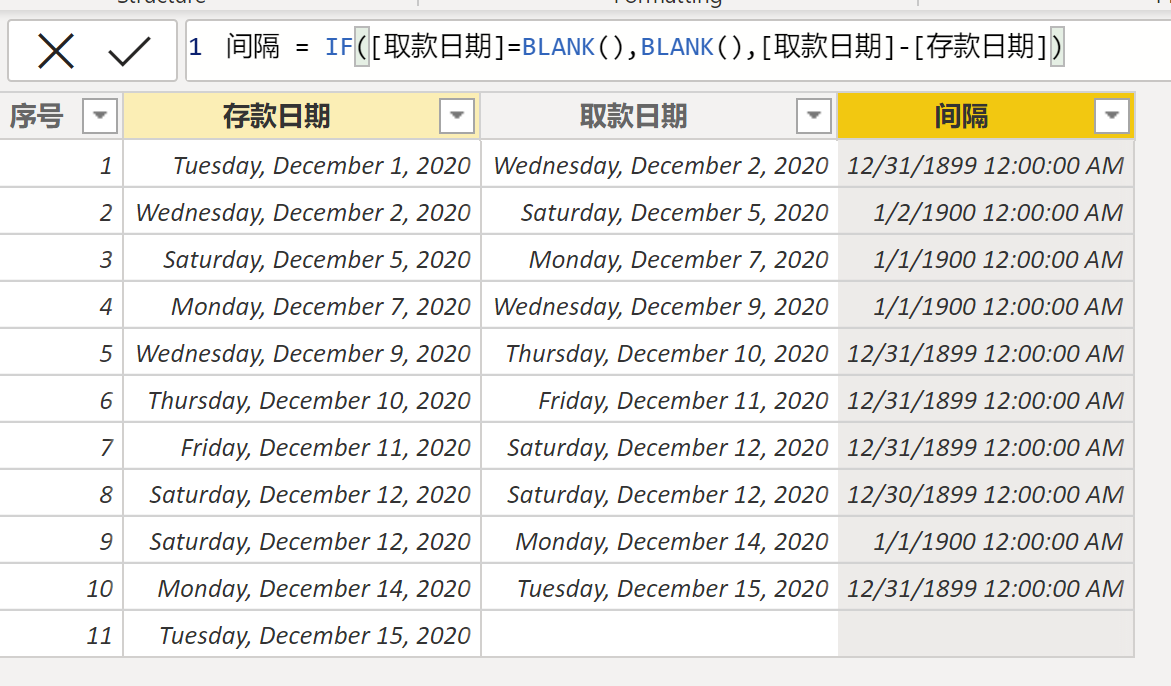 Structure Formatting
1 间隔 = IF([取款日期]=BLANK(),BLANK(),[取款日期]-[存款日期])
序号 存款日期 取款日期 间隔
1 Tuesday, December 1, 2020 Wednesday, December 2, 2020 12/31/1899 12:00:00 AM
2 Wednesday, December 2, 2020 Saturday, December 5, 2020 1/2/1900 12:00:00 AM
3 Saturday, December 5, 2020 Monday, December 7, 2020 1/1/1900 12:00:00 AM
4 Monday, December 7, 2020 Wednesday, December 9, 2020 1/1/1900 12:00:00 AM
5 Wednesday, December 9, 2020 Thursday, December 10, 2020 12/31/1899 12:00:00 AM
6 Thursday, December 10, 2020 Friday, December 11, 2020 12/31/1899 12:00:00 AM
7 Friday, December 11, 2020 Saturday, December 12, 2020 12/31/1899 12:00:00 AM
8 Saturday, December 12, 2020 Saturday, December 12, 2020 12/30/1899 12:00:00 AM
9 Saturday, December 12, 2020 Monday, December 14, 2020 1/1/1900 12:00:00 AM
10 Monday, December 14, 2020 Tuesday, December 15, 2020 12/31/1899 12:00:00 AM
11 Tuesday, December 15, 2020